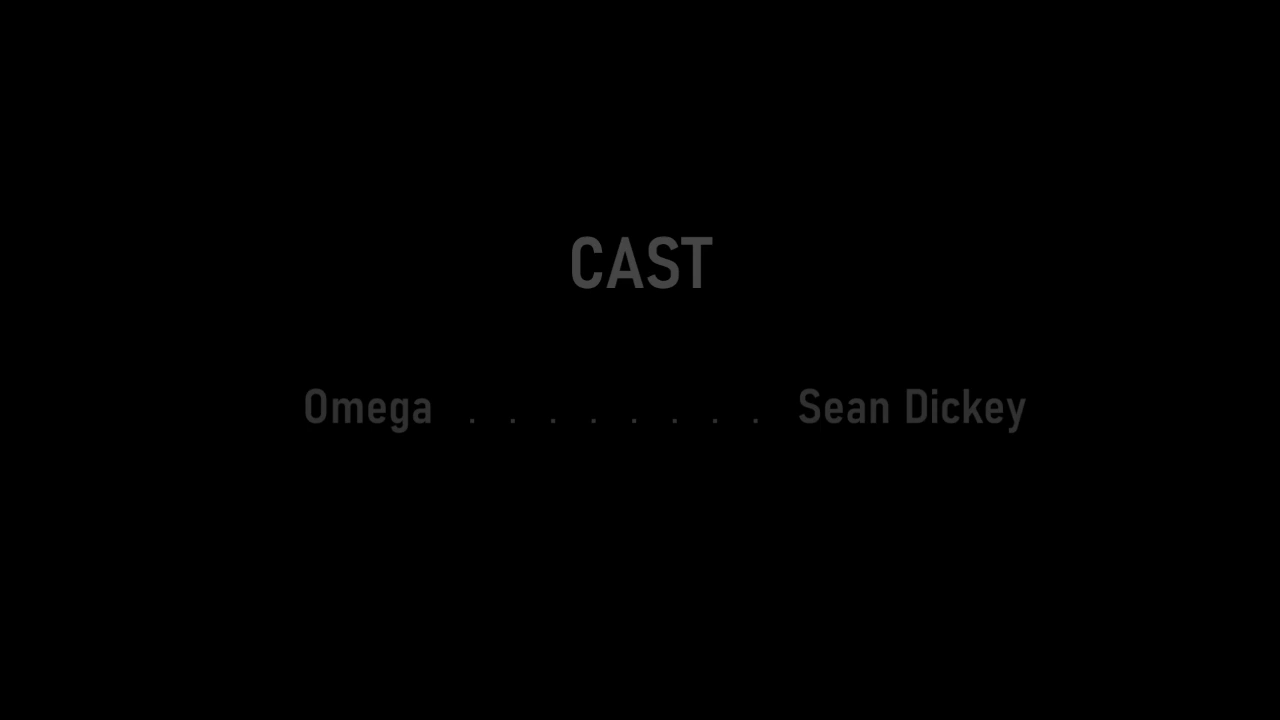 CAST
Omega . . . . . . . . Sean Dickey